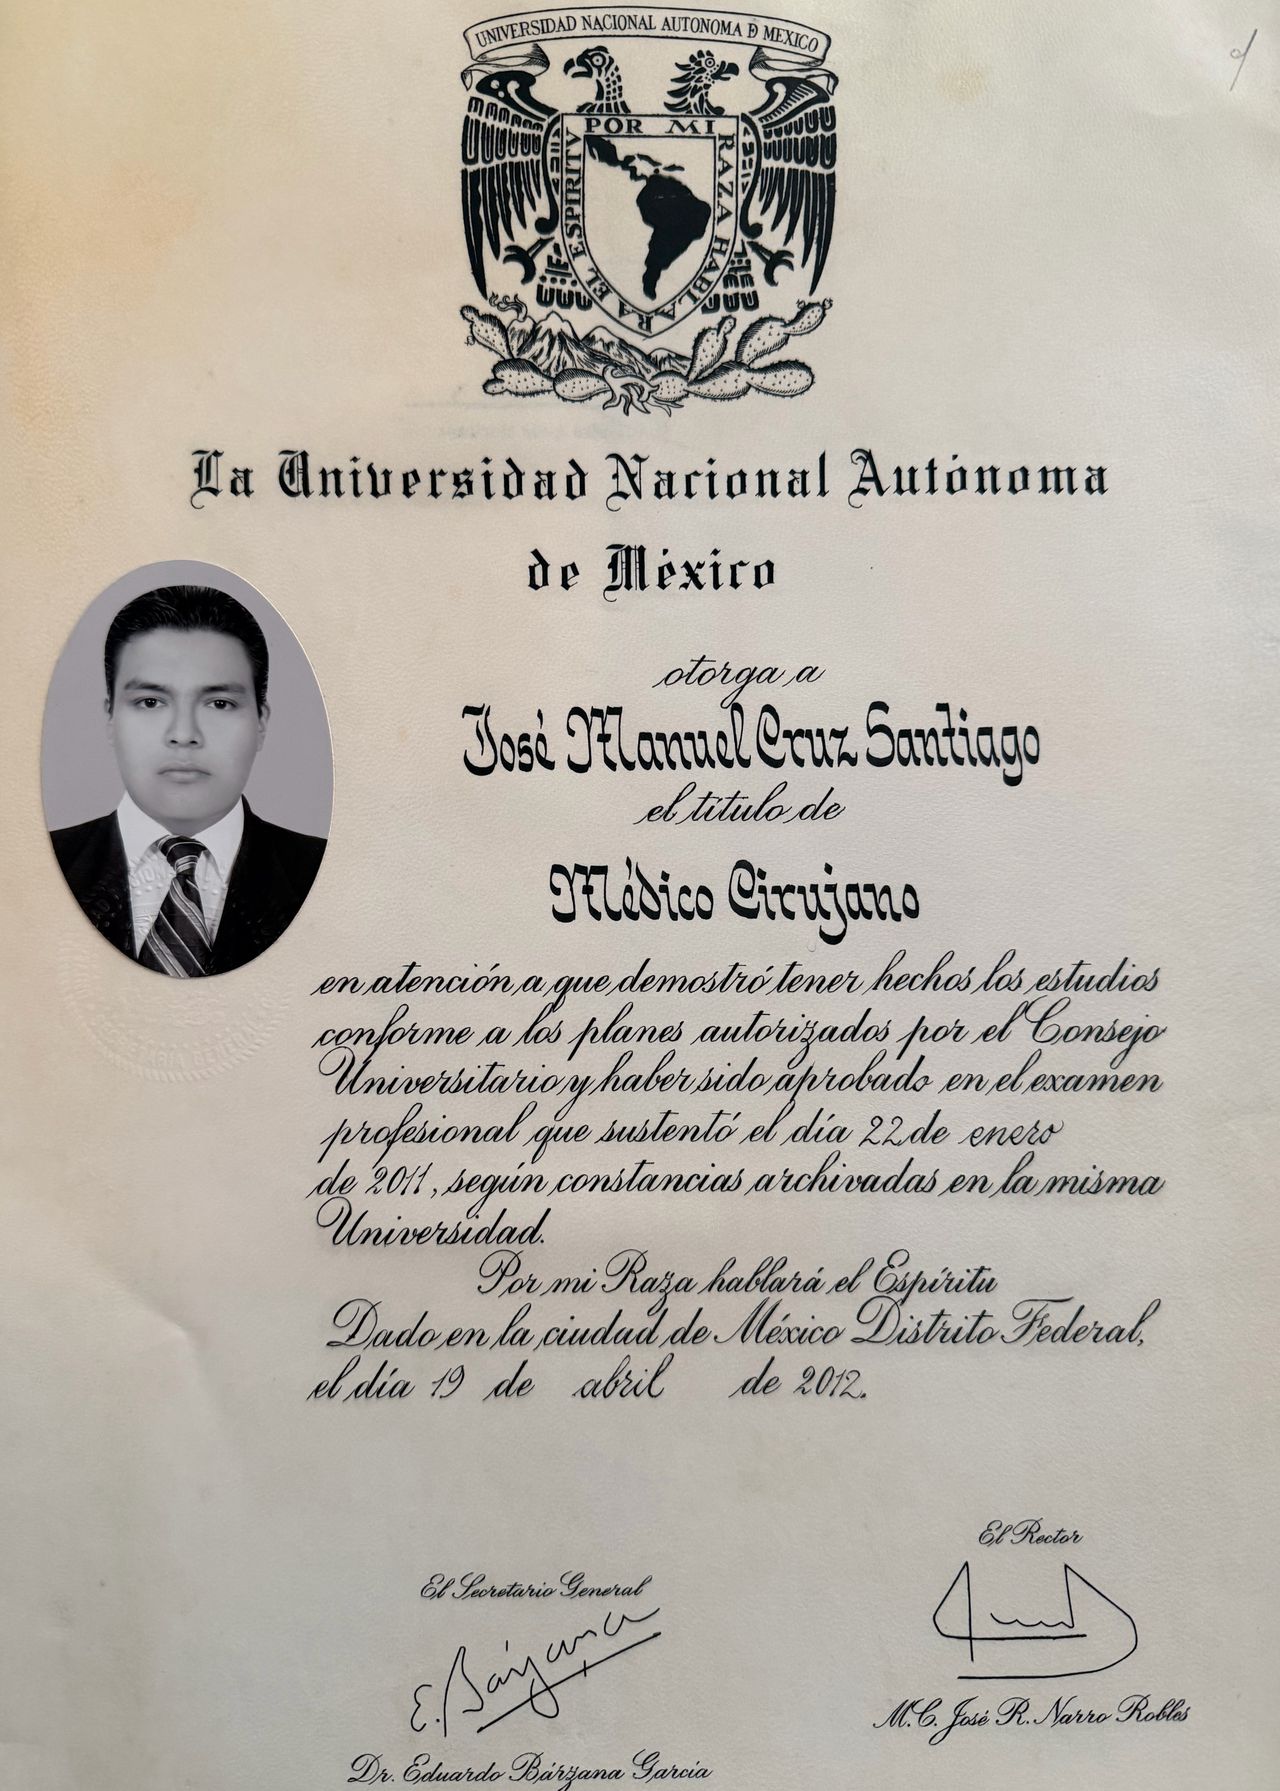 UNIVERSIDAD NACIONAL AUTONOMA D MEXICO
POR MI RAZA HABLARA EL ESPIRITV
La Universidad Nacional Autónoma
de México
otorga a
José Manuel Cruz Santiago
el título de
Médico Cirujano
en atención a que demostró tener hechos los estudios
conforme a los planes autorizados por el Consejo
Universitario y haber sido aprobado en el examen
profesional que sustentó el día 22 de enero
de 2011, según constancias archivadas en la misma
Universidad.
Por mi Raza hablará el Espíritu
Dado en la ciudad de México Distrito Federal,
el día 19 de abril de 2012.
El Rector
El Secretario General
E. Bárzana
M.C. José R. Narro Robles
Dr. Eduardo Bárzana García